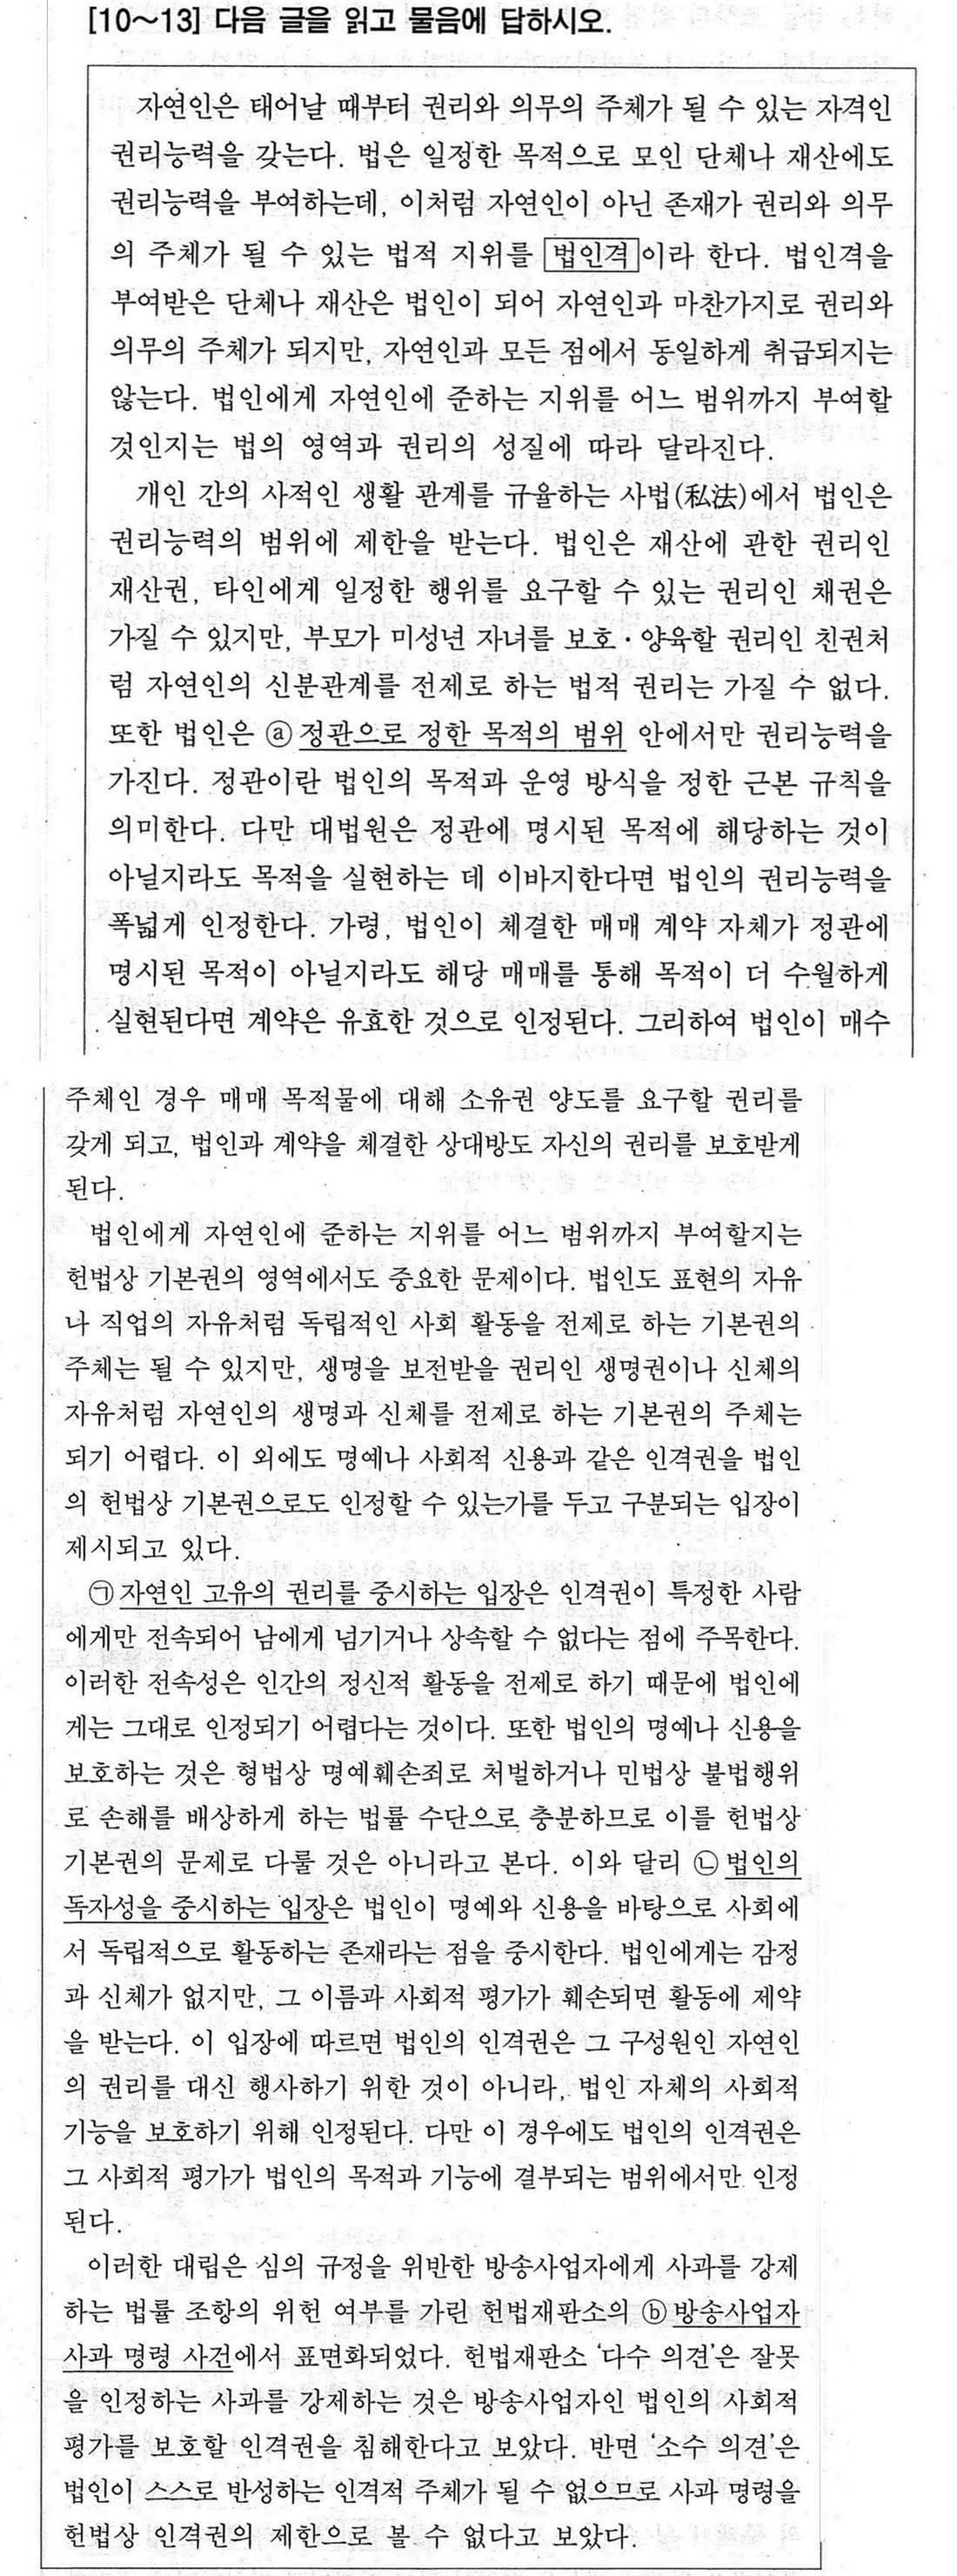 [10～13] 다음 글을 읽고 물음에 답하시오.
자연인은 태어날 때부터 권리와 의무의 주체가 될 수 있는 자격인
권리능력을 갖는다. 법은 일정한 목적으로 모인 단체나 재산에도
권리능력을 부여하는데, 이처럼 자연인이 아닌 존재가 권리와 의무
의 주체가 될 수 있는 법적 지위를 법인격이라 한다. 법인격을
부여받은 단체나 재산은 법인이 되어 자연인과 마찬가지로 권리와
의무의 주체가 되지만, 자연인과 모든 점에서 동일하게 취급되지는
않는다. 법인에게 자연인에 준하는 지위를 어느 범위까지 부여할
것인지는 법의 영역과 권리의 성질에 따라 달라진다.
개인 간의 사적인 생활 관계를 규율하는 사법(私法)에서 법인은
권리능력의 범위에 제한을 받는다. 법인은 재산에 관한 권리인
재산권, 타인에게 일정한 행위를 요구할 수 있는 권리인 채권은
가질 수 있지만, 부모가 미성년 자녀를 보호·양육할 권리인 친권처
럼 자연인의 신분관계를 전제로 하는 법적 권리는 가질 수 없다.
또한 법인은 ⓐ 정관으로 정한 목적의 범위 안에서만 권리능력을
가진다. 정관이란 법인의 목적과 운영 방식을 정한 근본 규칙을
의미한다. 다만 대법원은 정관에 명시된 목적에 해당하는 것이
아닐지라도 목적을 실현하는 데 이바지한다면 법인의 권리능력을
폭넓게 인정한다. 가령, 법인이 체결한 매매 계약 자체가 정관에
명시된 목적이 아닐지라도 해당 매매를 통해 목적이 더 수월하게
실현된다면 계약은 유효한 것으로 인정된다. 그리하여 법인이 매수
주체인 경우 매매 목적물에 대해 소유권 양도를 요구할 권리를
갖게 되고, 법인과 계약을 체결한 상대방도 자신의 권리를 보호받게
된다.
법인에게 자연인에 준하는 지위를 어느 범위까지 부여할지는
헌법상 기본권의 영역에서도 중요한 문제이다. 법인도 표현의 자유
나 직업의 자유처럼 독립적인 사회 활동을 전제로 하는 기본권의
주체는 될 수 있지만, 생명을 보전받을 권리인 생명권이나 신체의
자유처럼 자연인의 생명과 신체를 전제로 하는 기본권의 주체는
되기 어렵다. 이 외에도 명예나 사회적 신용과 같은 인격권을 법인
의 헌법상 기본권으로도 인정할 수 있는가를 두고 구분되는 입장이
제시되고 있다.
㉠ 자연인 고유의 권리를 중시하는 입장은 인격권이 특정한 사람
에게만 전속되어 남에게 넘기거나 상속할 수 없다는 점에 주목한다.
이러한 전속성은 인간의 정신적 활동을 전제로 하기 때문에 법인에
게는 그대로 인정되기 어렵다는 것이다. 또한 법인의 명예나 신용을
보호하는 것은 형법상 명예훼손죄로 처벌하거나 민법상 불법행위
로 손해를 배상하게 하는 법률 수단으로 충분하므로 이를 헌법상
기본권의 문제로 다룰 것은 아니라고 본다. 이와 달리 ㉡ 법인의
독자성을 중시하는 입장은 법인이 명예와 신용을 바탕으로 사회에
서 독립적으로 활동하는 존재라는 점을 중시한다. 법인에게는 감정
과 신체가 없지만, 그 이름과 사회적 평가가 훼손되면 활동에 제약
을 받는다. 이 입장에 따르면 법인의 인격권은 그 구성원인 자연인
의 권리를 대신 행사하기 위한 것이 아니라, 법인 자체의 사회적
기능을 보호하기 위해 인정된다. 다만 이 경우에도 법인의 인격권은
그 사회적 평가가 법인의 목적과 기능에 결부되는 범위에서만 인정
된다.
이러한 대립은 심의 규정을 위반한 방송사업자에게 사과를 강제
하는 법률 조항의 위헌 여부를 가린 헌법재판소의 ⓑ 방송사업자
사과 명령 사건에서 표면화되었다. 헌법재판소 ‘다수 의견’은 잘못
을 인정하는 사과를 강제하는 것은 방송사업자인 법인의 사회적
평가를 보호할 인격권을 침해한다고 보았다. 반면 ‘소수 의견’은
법인이 스스로 반성하는 인격적 주체가 될 수 없으므로 사과 명령을
헌법상 인격권의 제한으로 볼 수 없다고 보았다.